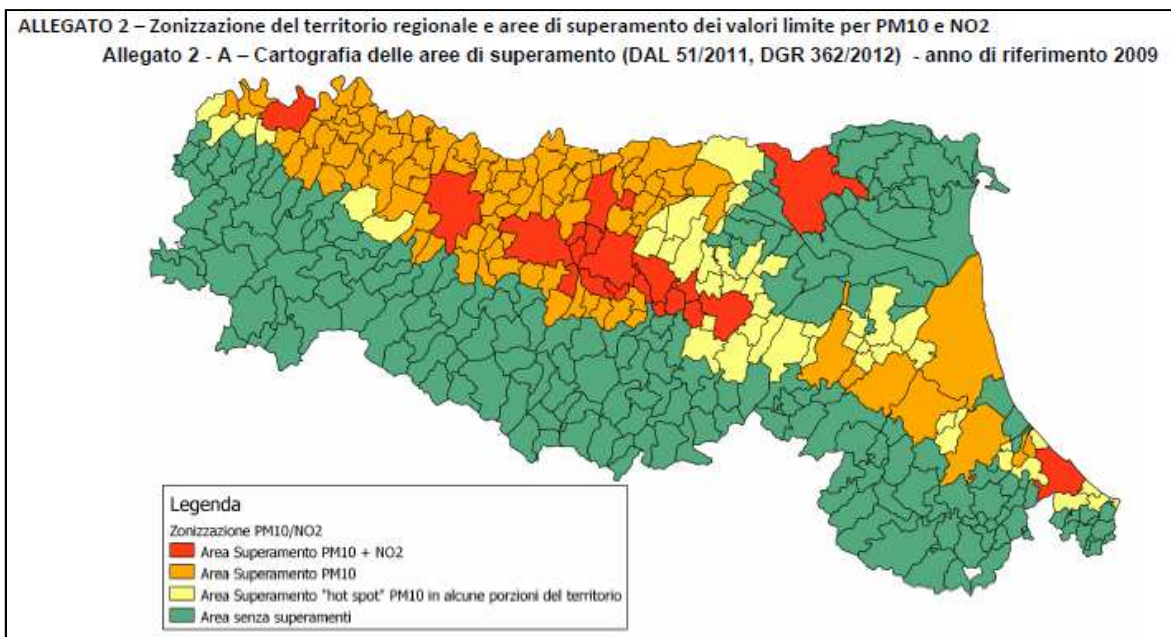 ALLEGATO 2 – Zonizzazione del territorio regionale e aree di superamento dei valori limite per PM10 e NO2
Allegato 2 - A – Cartografia delle aree di superamento (DAL 51/2011, DGR 362/2012) - anno di riferimento 2009
Legenda
Zonizzazione PM10/NO2
Area Superamento PM10 + NO2
Area Superamento PM10
Area Superamento "hot spot" PM10 in alcune porzioni del territorio
Area senza superamenti